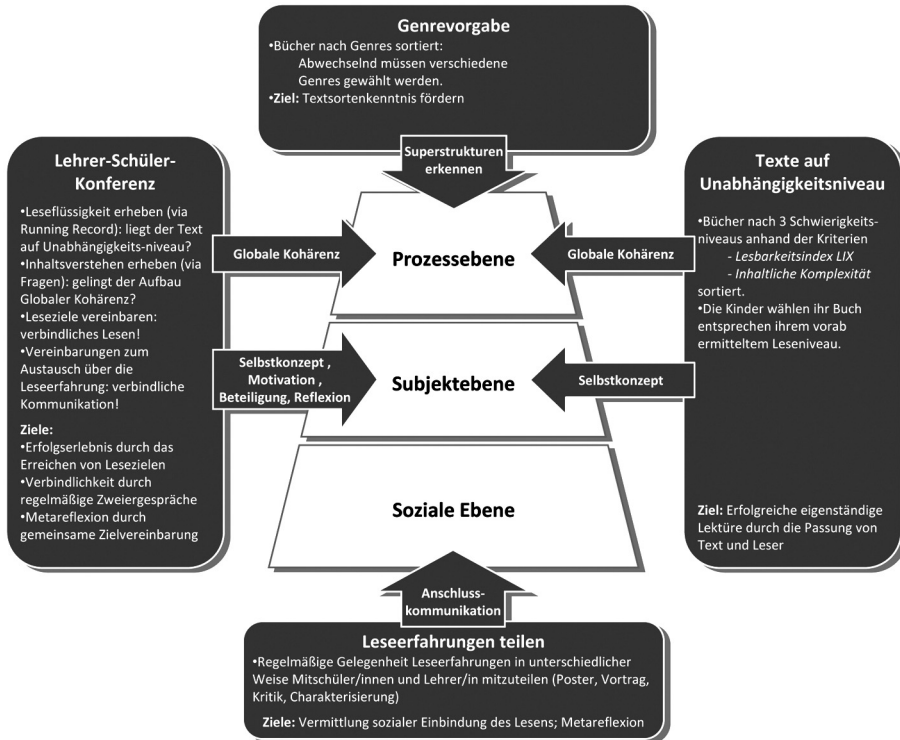 Genrevorgabe
•Bücher nach Genres sortiert:
Abwechselnd müssen verschiedene
Genres gewählt werden.
•Ziel: Textsortenkenntnis fördern
Superstrukturen
erkennen
Lehrer-Schüler-
Konferenz
•Leseflüssigkeit erheben (via
Running Record): liegt der Text
auf Unabhängigkeits-niveau?
•Inhaltsverstehen erheben (via
Fragen): gelingt der Aufbau
Globaler Kohärenz?
•Leseziele vereinbaren:
verbindliches Lesen!
•Vereinbarungen zum
Austausch über die
Leseerfahrung: verbindliche
Kommunikation!
Ziele:
•Erfolgserlebnis durch das
Erreichen von Lesezielen
•Verbindlichkeit durch
regelmäßige Zweiergespräche
•Metareflexion durch
gemeinsame Zielvereinbarung
Globale Kohärenz
Prozessebene
Globale Kohärenz
Selbstkonzept ,
Motivation ,
Beteiligung, Reflexion
Subjektebene
Selbstkonzept
Soziale Ebene
Texte auf
Unabhängigkeitsniveau
•Bücher nach 3 Schwierigkeits-
niveaus anhand der Kriterien
- Lesbarkeitsindex LIX
- Inhaltliche Komplexität
sortiert.
•Die Kinder wählen ihr Buch
entsprechen ihrem vorab
ermitteltem Leseniveau.
Ziel: Erfolgreiche eigenständige
Lektüre durch die Passung von
Text und Leser
Anschluss-
kommunikation
Leseerfahrungen teilen
•Regelmäßige Gelegenheit Leseerfahrungen in unterschiedlicher
Weise Mitschüler/innen und Lehrer/in mitzuteilen (Poster, Vortrag,
Kritik, Charakterisierung)
Ziele: Vermittlung sozialer Einbindung des Lesens; Metareflexion